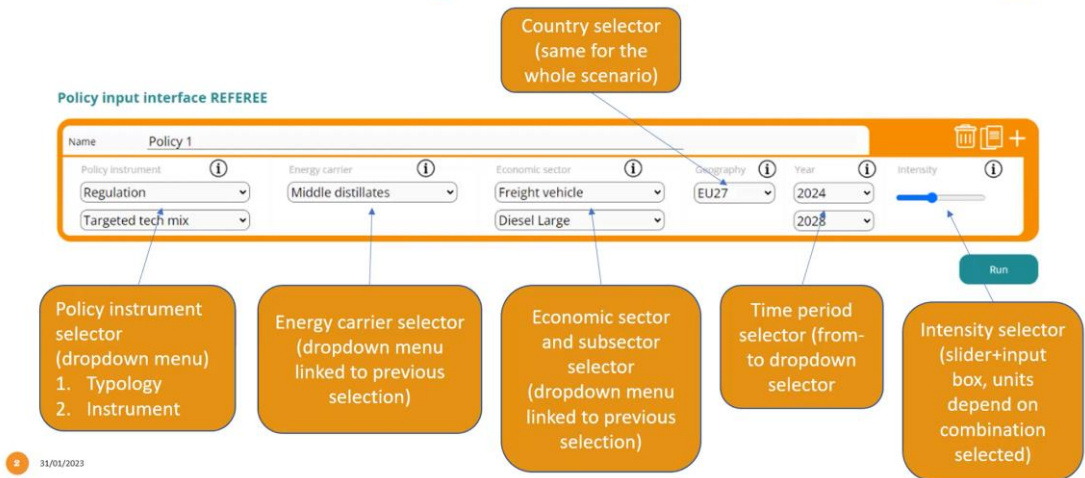 Country selector
(same for the
whole scenario)
Policy input interface REFEREE
Name Policy 1
Policy instrument i Energy carrier i Economic sector i Geography i Year i Intensity i
Regulation Middle distillates Freight vehicle EU27 2024
Targeted tech mix Diesel Large 2028
Run
Policy instrument
selector
(dropdown menu)
1. Typology
2. Instrument
Energy carrier selector
(dropdown menu
linked to previous
selection)
Economic sector
and subsector
selector
(dropdown menu
linked to previous
selection)
Time period
selector (from-
to dropdown
selector
Intensity selector
(slider+input
box, units
depend on
combination
selected)
2 31/01/2023